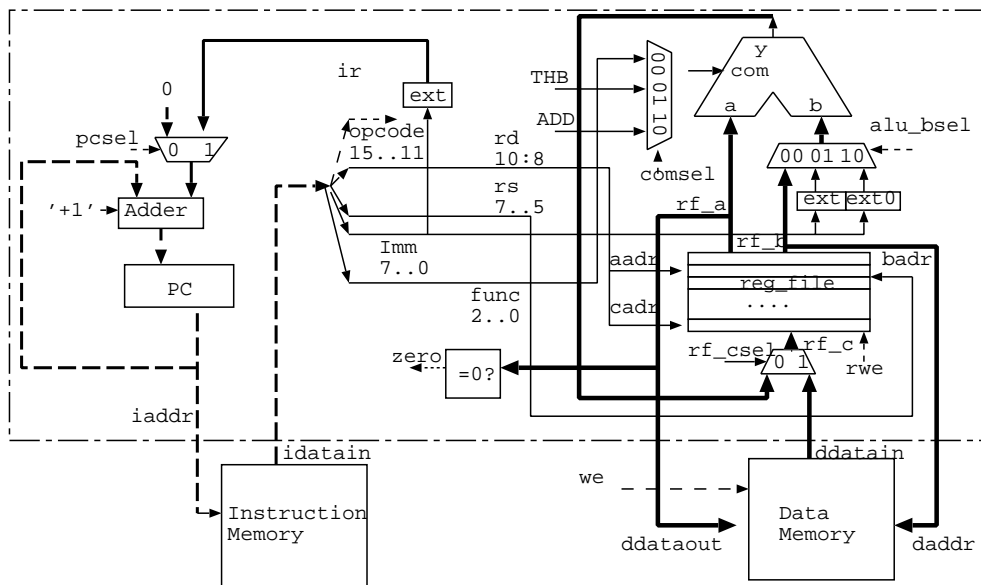 y
com
a
b
00 01 10
THB
ADD
comsel
alu_bsel
00 01 10
ext
ext0
ir
ext
0
pcsel
0 1
'+1'
Adder
PC
opcode
15..11
rd
10:8
rs
7..5
Imm
7..0
func
2..0
rf_a
rf_b
aadr
badr
cadr
reg_file
....
rf_csel
rf_c
0 1
rwe
zero
=0?
iaddr
idatain
ddatain
we
Instruction
Memory
Data
Memory
ddataout
daddr